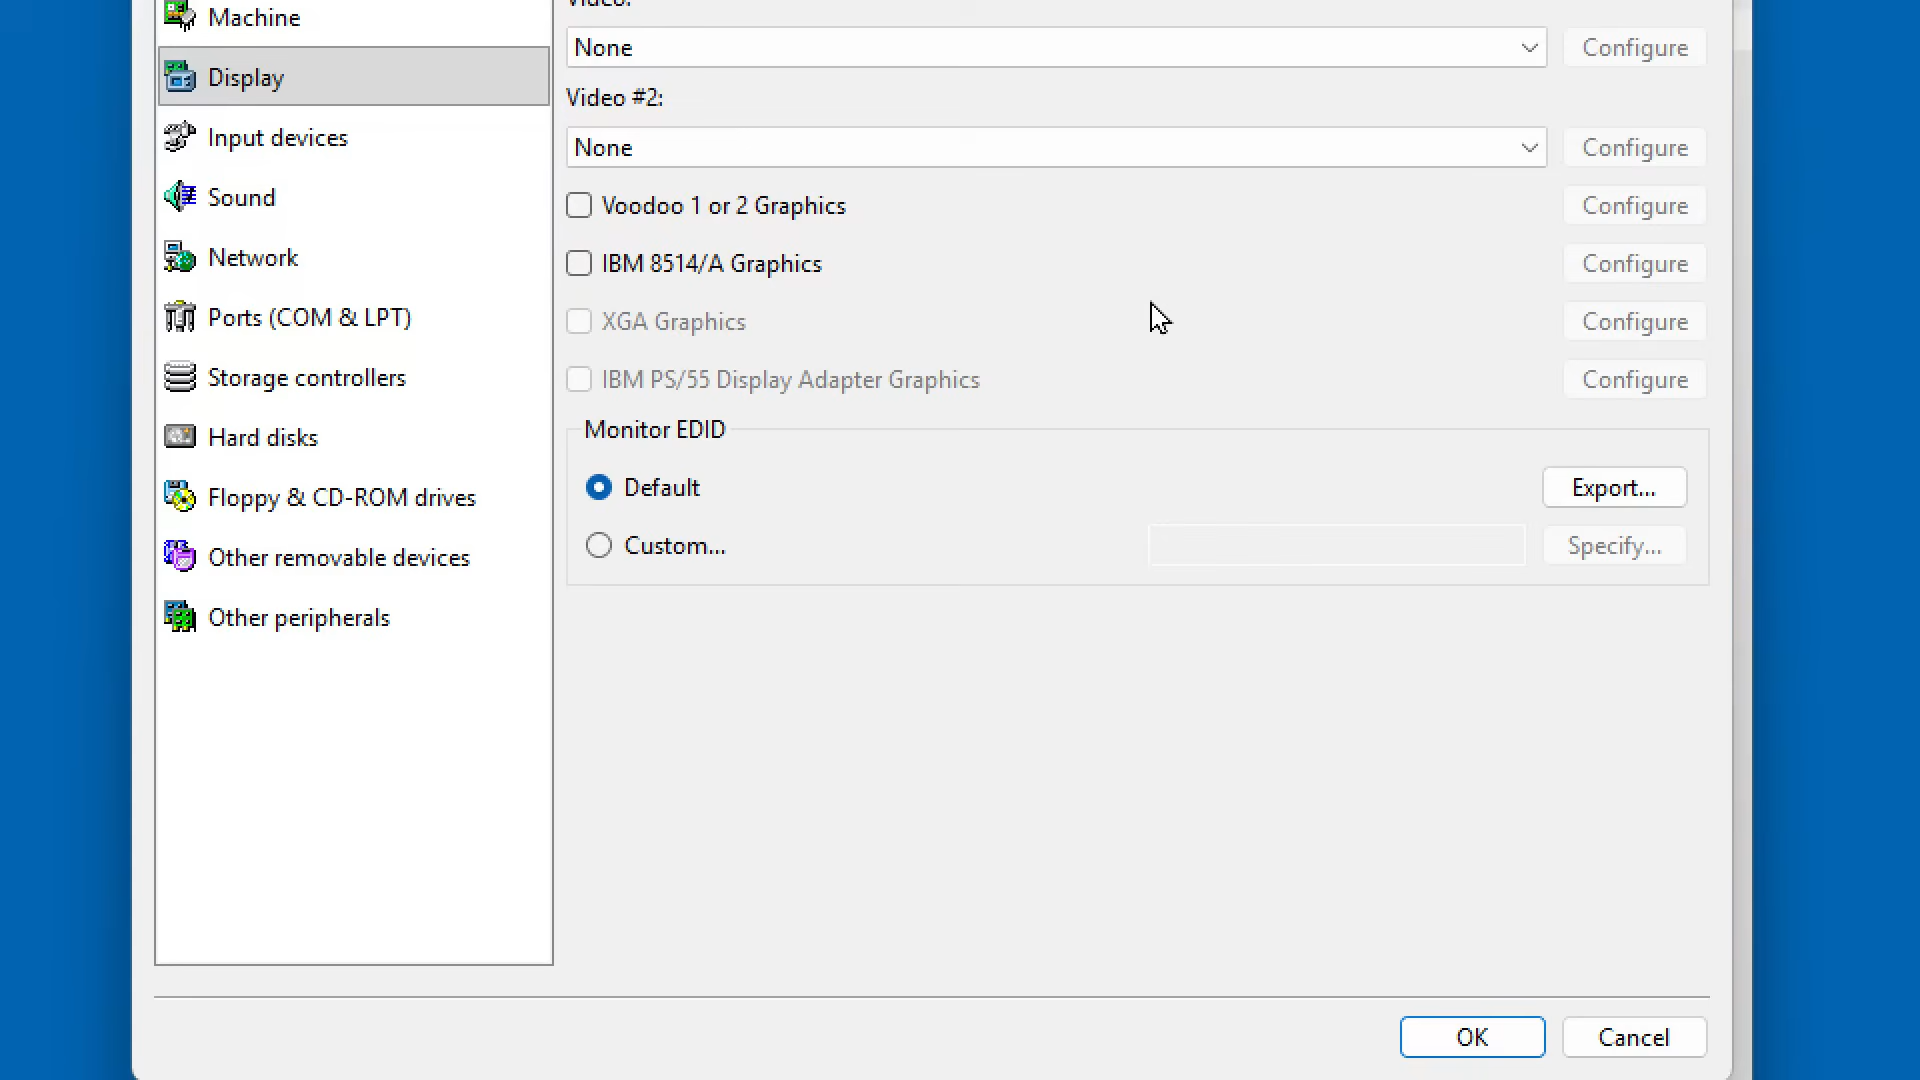 Machine
Display
Input devices
Sound
Network
Ports (COM & LPT)
Storage controllers
Hard disks
Floppy & CD-ROM drives
Other removable devices
Other peripherals
Video:
None
Configure
Video #2:
None
Configure
Voodoo 1 or 2 Graphics
Configure
IBM 8514/A Graphics
Configure
XGA Graphics
Configure
IBM PS/55 Display Adapter Graphics
Configure
Monitor EDID
Default
Export...
Custom...
Specify...
OK
Cancel